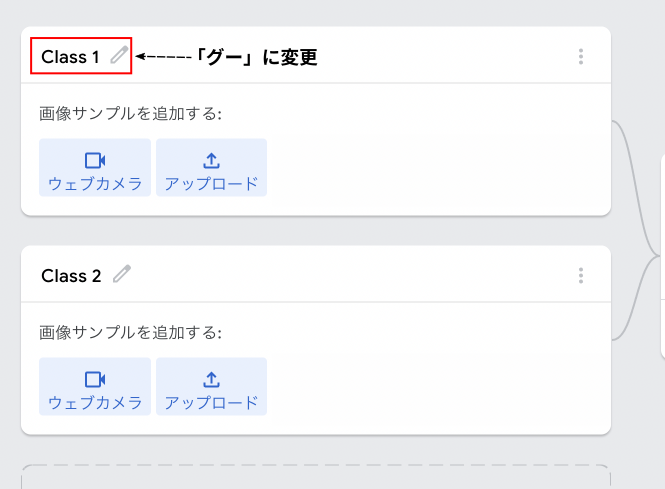 Class 1 「グー」に変更
画像サンプルを追加する:
ウェブカメラ アップロード
Class 2
画像サンプルを追加する:
ウェブカメラ アップロード